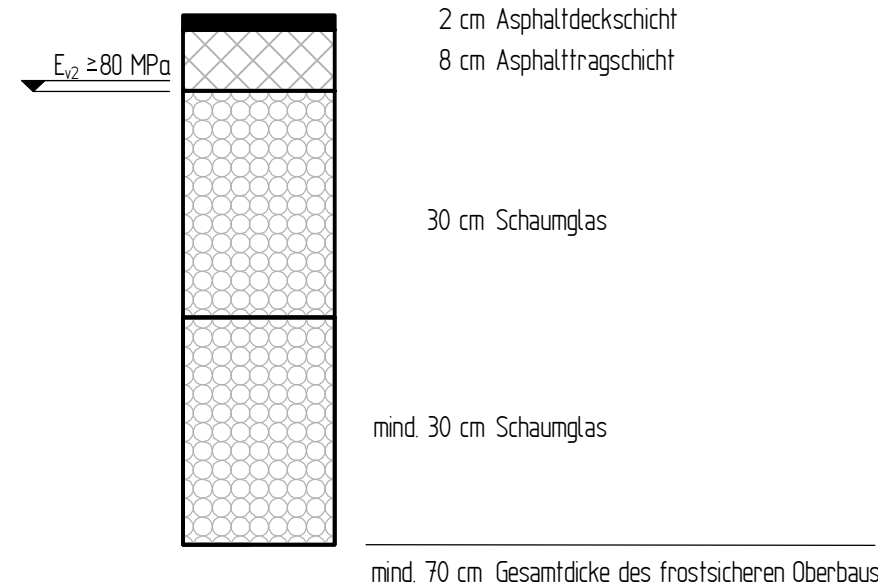 2 cm Asphaltdeckschicht
8 cm Asphalttragschicht
E_v2 ≥80 MPa
30 cm Schaumglas
mind. 30 cm Schaumglas
mind. 70 cm Gesamtdicke des frostsicheren Oberbaus